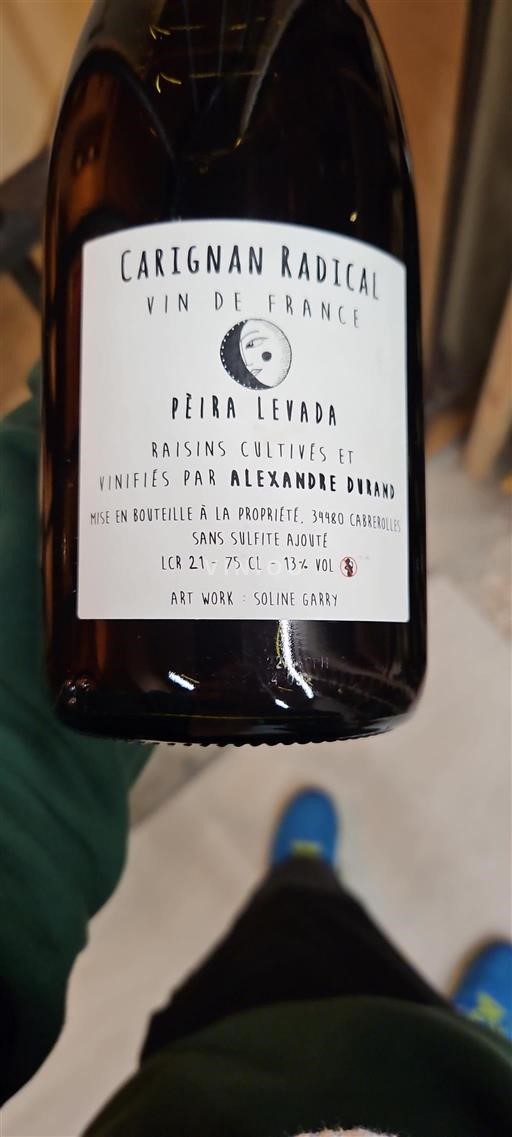 CARIGNAN RADICAL
VIN DE FRANCE
PÈIRA LEVADA
RAISINS CULTIVÉS ET
VINIFIÉS PAR ALEXANDRE DURAND
MISE EN BOUTEILLE À LA PROPRIÉTÉ, 34480 CABREROLLES
SANS SULFITE AJOUTÉ
LCR 21 - 75 CL - 13% VOL
ART WORK : SOLINE GARRY